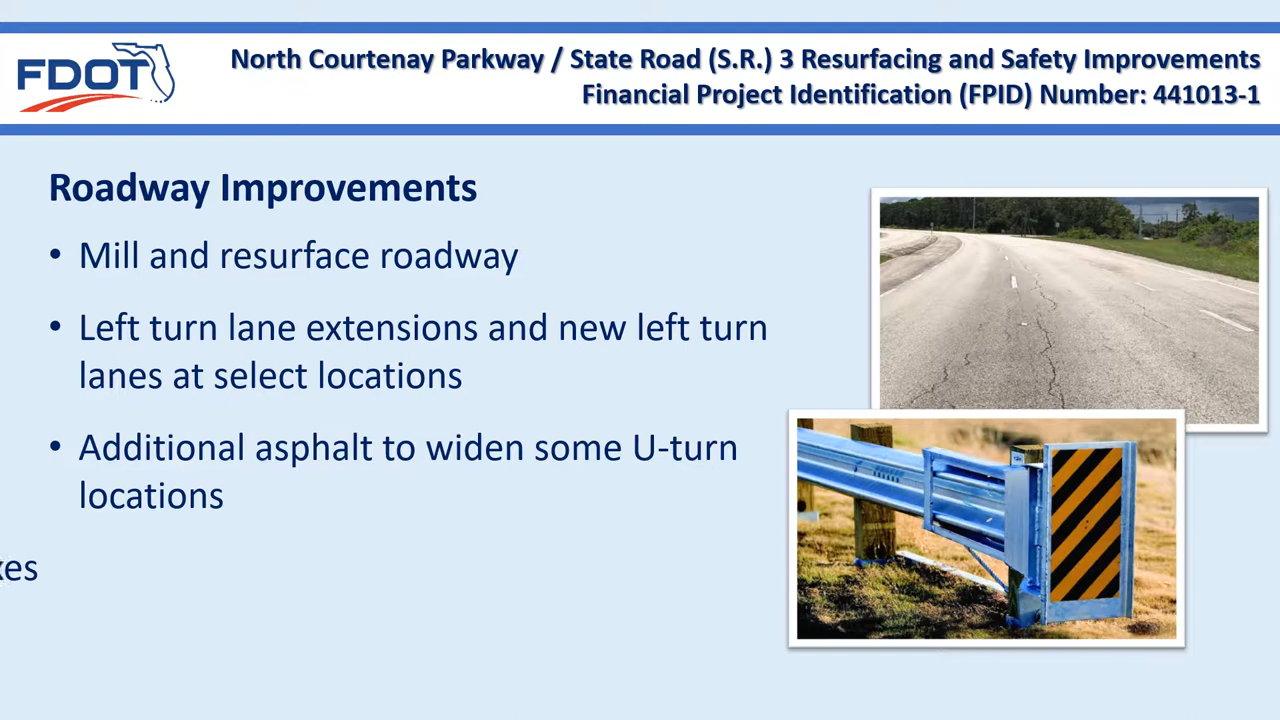 FDOT
North Courtenay Parkway / State Road (S.R.) 3 Resurfacing and Safety Improvements
Financial Project Identification (FPID) Number: 441013-1
Roadway Improvements
• Mill and resurface roadway
• Left turn lane extensions and new left turn
lanes at select locations
• Additional asphalt to widen some U-turn
locations